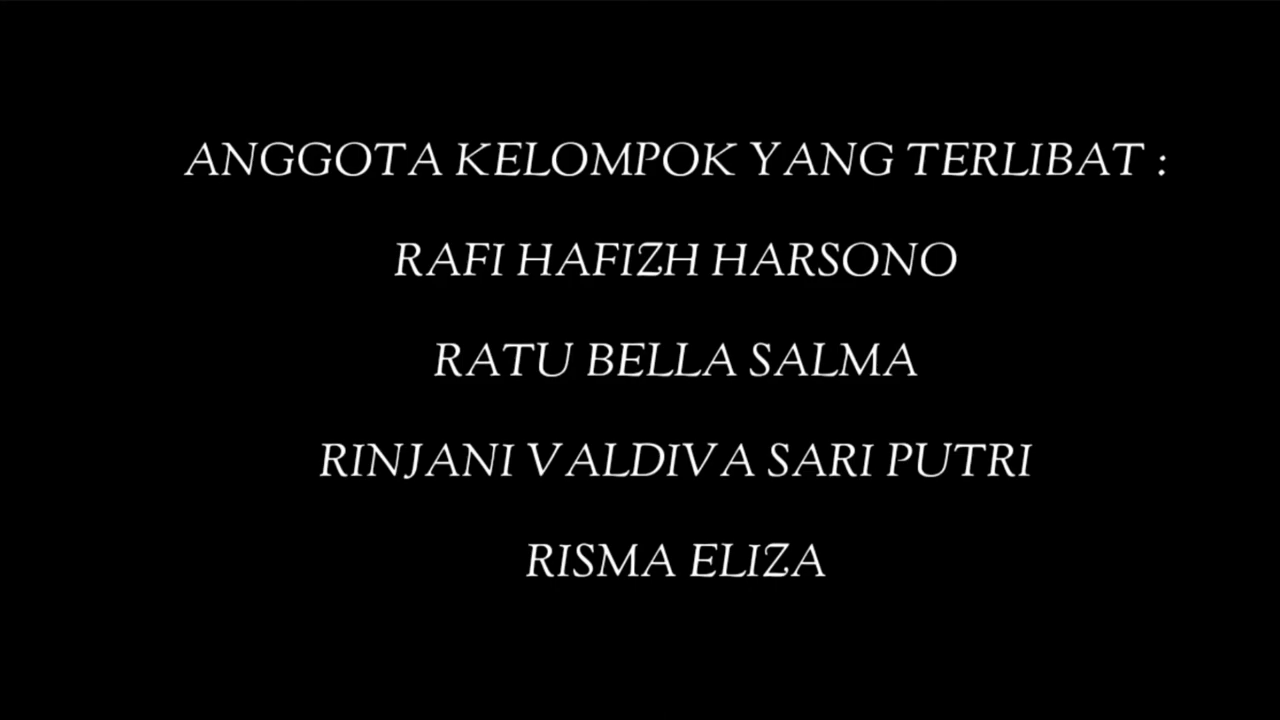 ANGGOTA KELOMPOK YANG TERLIBAT :
RAFI HAFIZH HARSONO
RATU BELLA SALMA
RINJANI VALDIVA SARI PUTRI
RISMA ELIZA